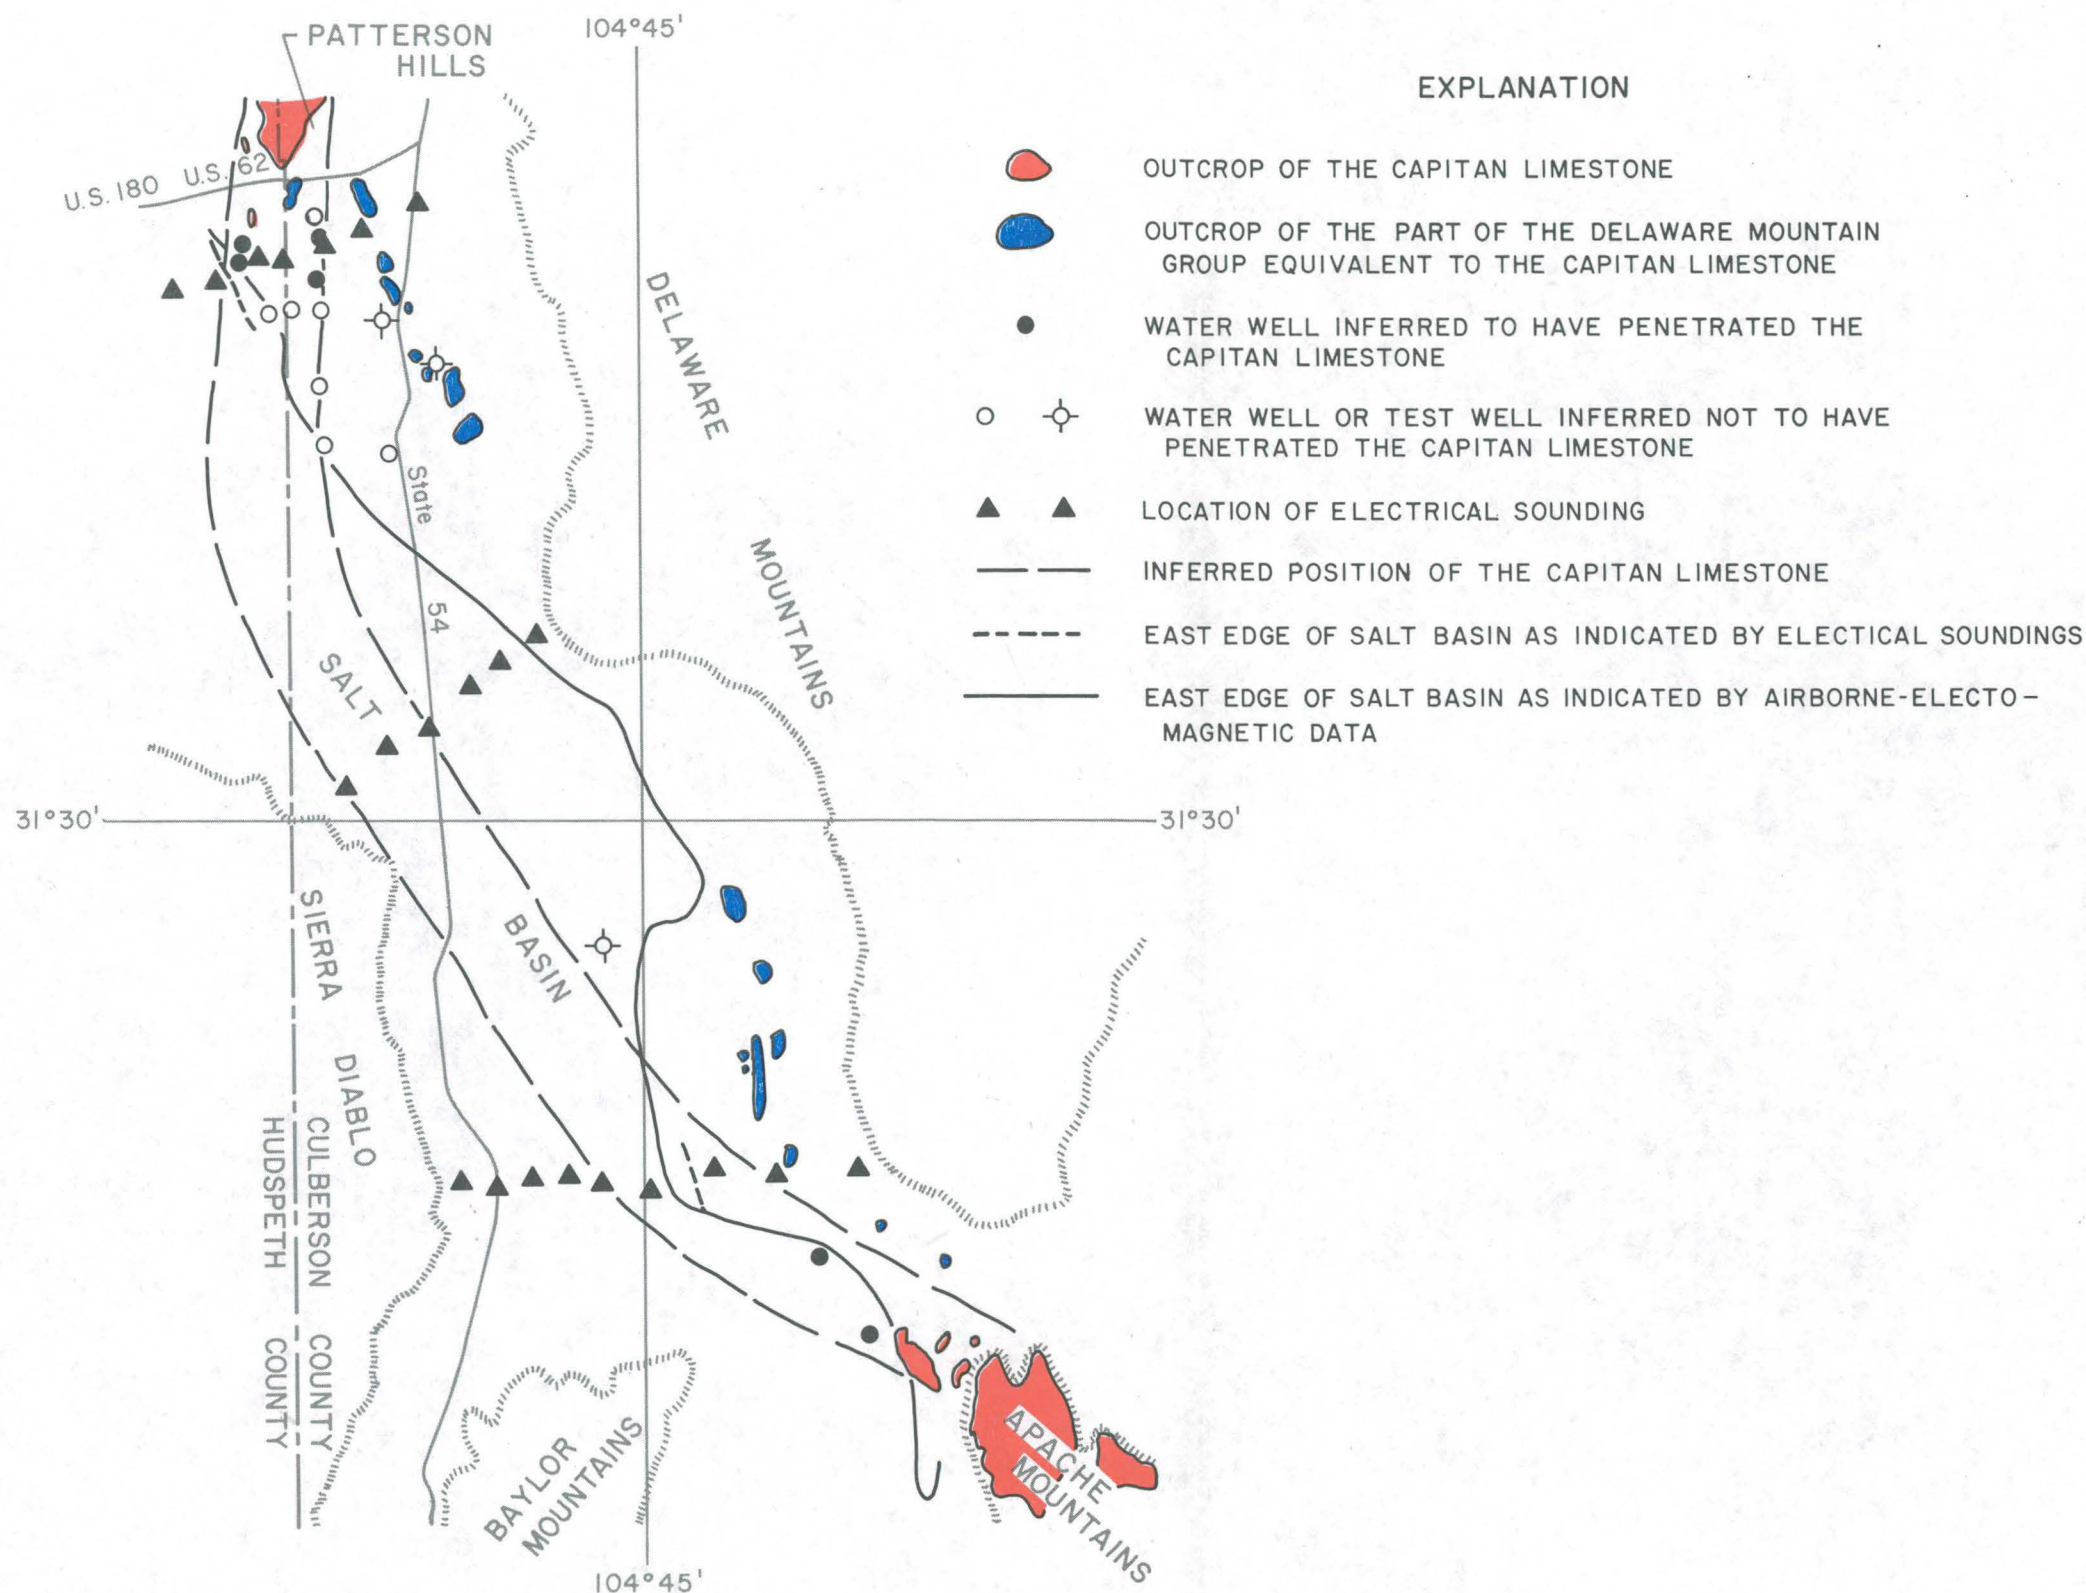 PATTERSON
HILLS
104°45'
U.S. 180 U.S. 62
DELAWARE
MOUNTAINS
State
54
SALT
BASIN
31°30'
31°30'
SIERRA
DIABLO
CULBERSON COUNTY
HUDSPETH COUNTY
BAYLOR
MOUNTAINS
APACHE
MOUNTAINS
104°45'
EXPLANATION
OUTCROP OF THE CAPITAN LIMESTONE
OUTCROP OF THE PART OF THE DELAWARE MOUNTAIN
GROUP EQUIVALENT TO THE CAPITAN LIMESTONE
WATER WELL INFERRED TO HAVE PENETRATED THE
CAPITAN LIMESTONE
WATER WELL OR TEST WELL INFERRED NOT TO HAVE
PENETRATED THE CAPITAN LIMESTONE
LOCATION OF ELECTRICAL SOUNDING
INFERRED POSITION OF THE CAPITAN LIMESTONE
EAST EDGE OF SALT BASIN AS INDICATED BY ELECTICAL SOUNDINGS
EAST EDGE OF SALT BASIN AS INDICATED BY AIRBORNE-ELECTO-
MAGNETIC DATA